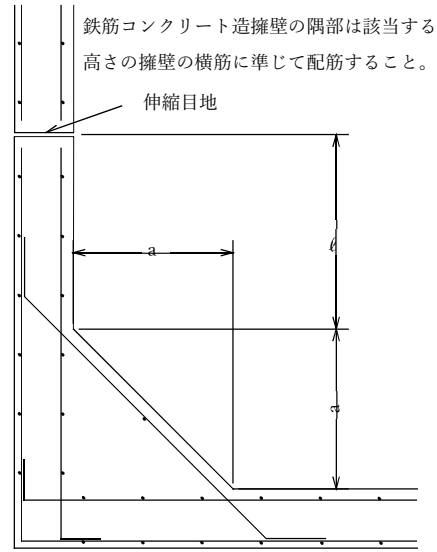 鉄筋コンクリート造擁壁の隅部は該当する
高さの擁壁の横筋に準じて配筋すること。
伸縮目地
a
ℓ
a